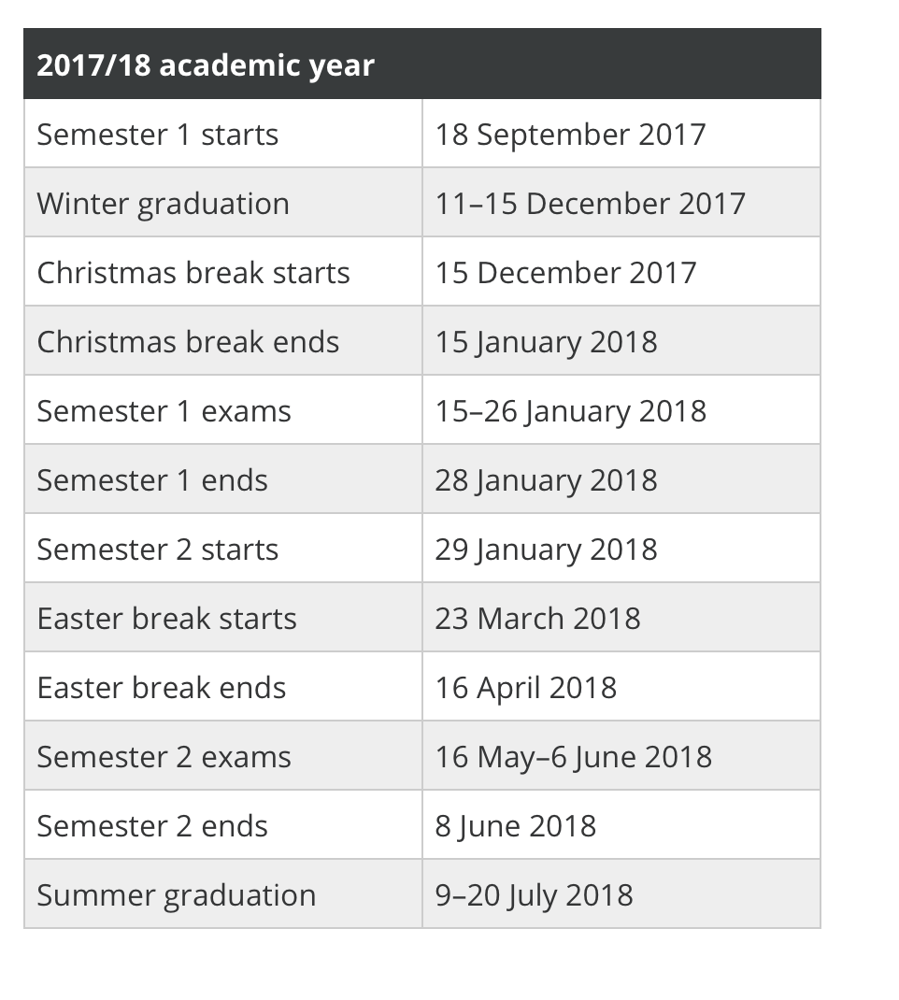 2017/18 academic year
Semester 1 starts 18 September 2017
Winter graduation 11–15 December 2017
Christmas break starts 15 December 2017
Christmas break ends 15 January 2018
Semester 1 exams 15–26 January 2018
Semester 1 ends 28 January 2018
Semester 2 starts 29 January 2018
Easter break starts 23 March 2018
Easter break ends 16 April 2018
Semester 2 exams 16 May–6 June 2018
Semester 2 ends 8 June 2018
Summer graduation 9–20 July 2018